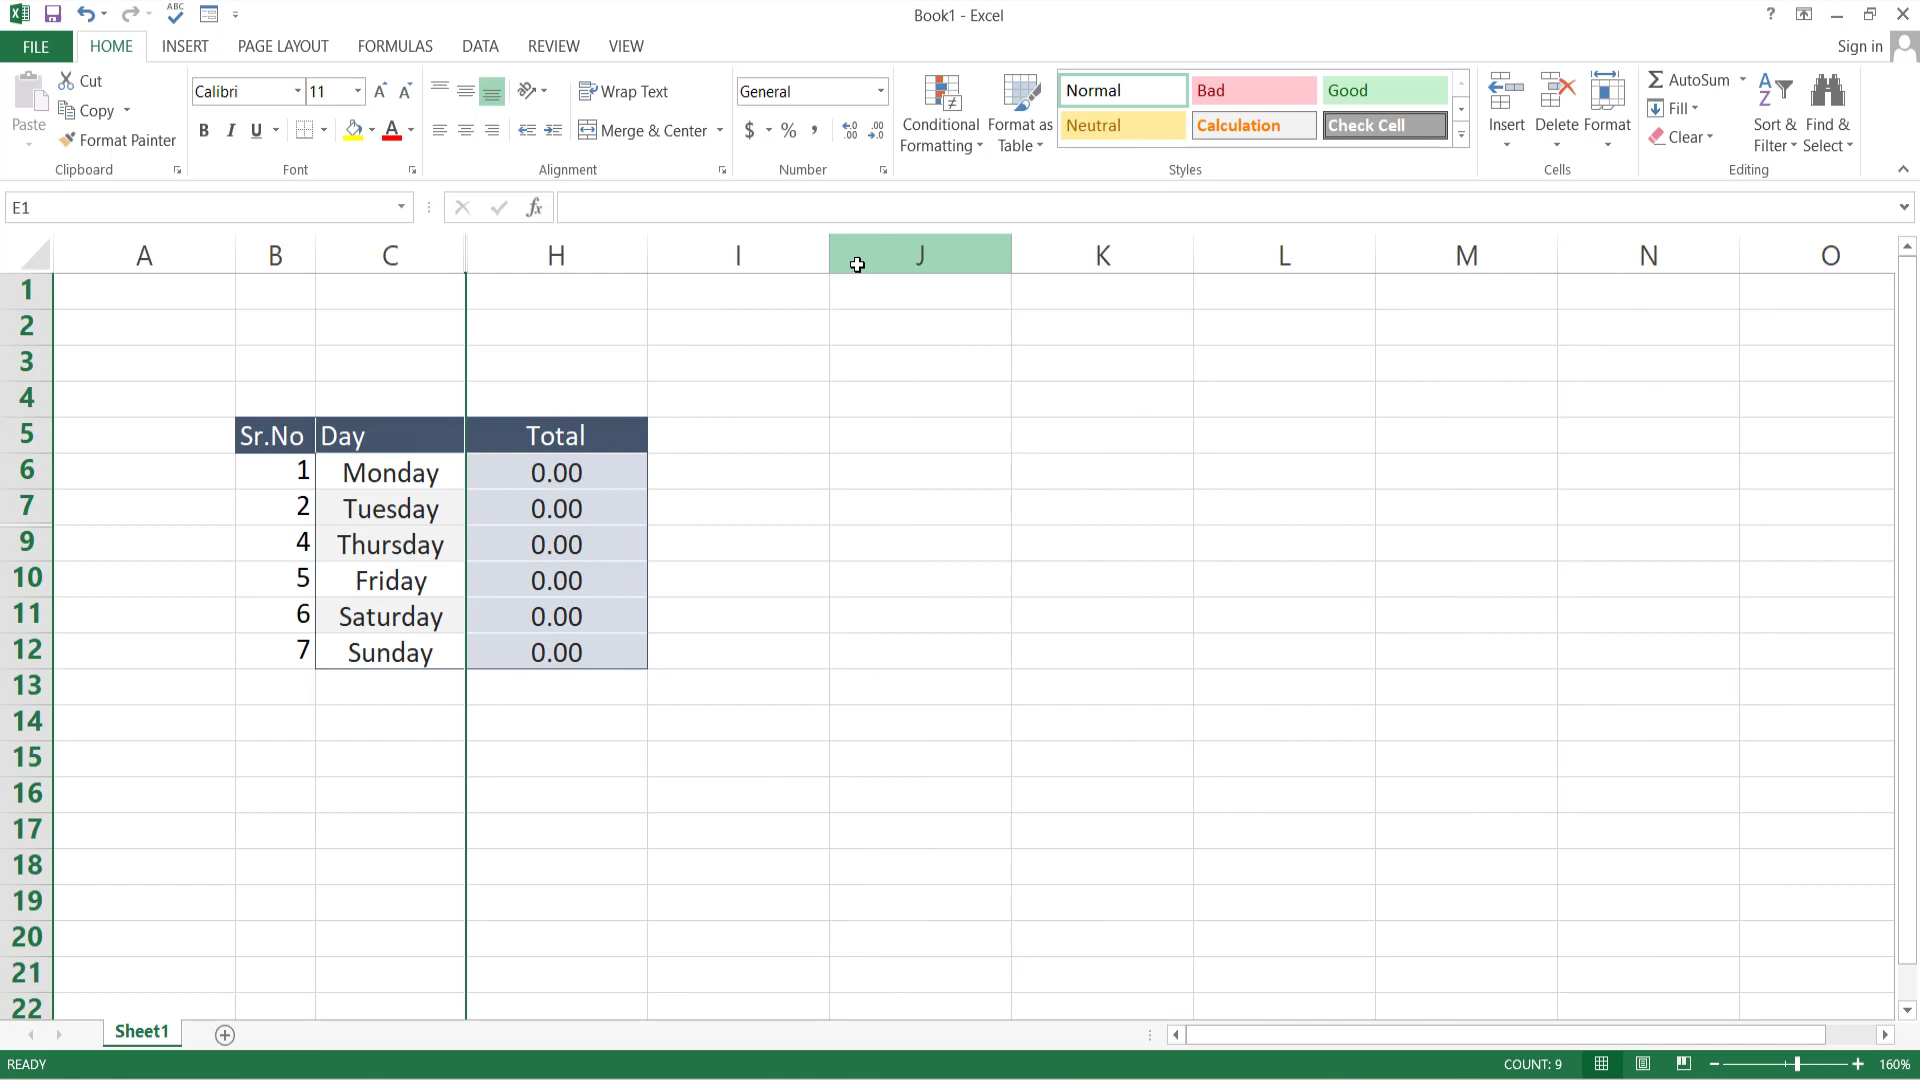 Book1 - Excel
?
FILE HOME INSERT PAGE LAYOUT FORMULAS DATA REVIEW VIEW Sign in
Paste
Cut
Copy
Format Painter
Clipboard
Calibri 11 A A
B I U A
Font
Wrap Text
Merge & Center
Alignment
General
$ % , .0 .00 .00 .0
Number
Conditional Formatting
Format as Table
Normal Bad Good
Neutral Calculation Check Cell
Styles
Insert Delete Format
Cells
AutoSum
Fill
Clear
Sort & Filter
Find & Select
Editing
E1 fx
A B C H I J K L M N O
1
2
3
4
5 Sr.No Day Total
6 1 Monday 0.00
7 2 Tuesday 0.00
9 4 Thursday 0.00
10 5 Friday 0.00
11 6 Saturday 0.00
12 7 Sunday 0.00
13
14
15
16
17
18
19
20
21
22
Sheet1
READY COUNT: 9 160%